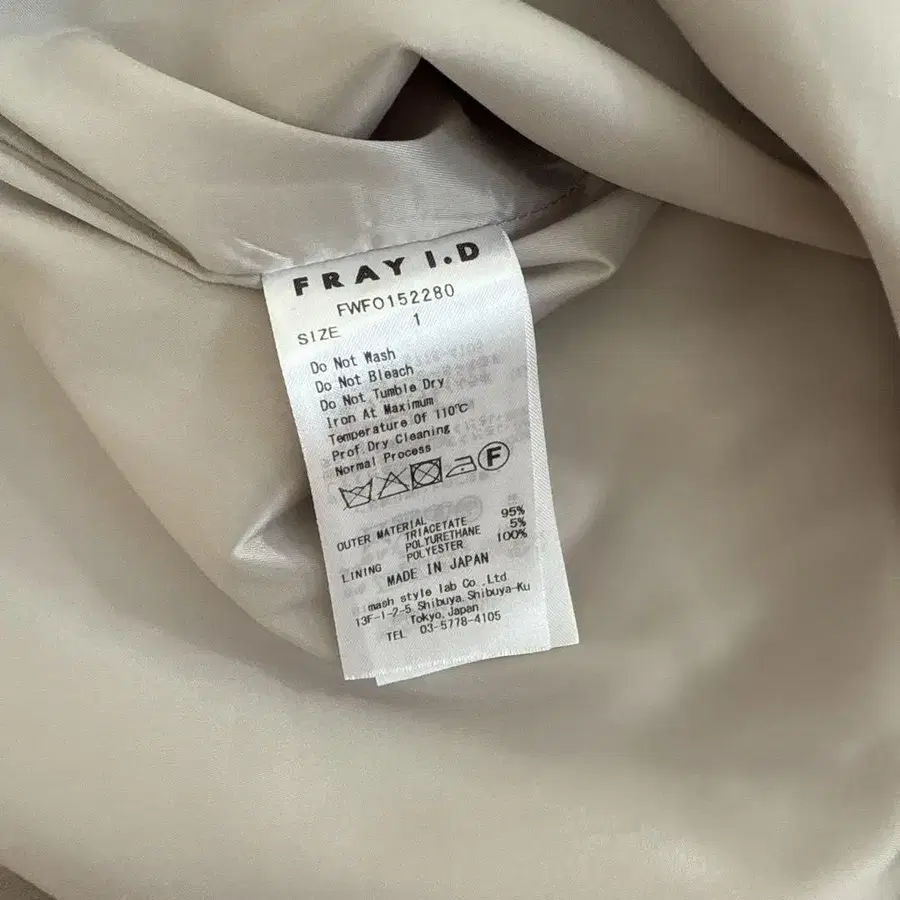 FRAY I.D
FWFO152280
SIZE 1
Do Not Wash
Do Not Bleach
Do Not Tumble Dry
Iron At Maximum
Temperature Of 110℃
Prof Dry Cleaning
Normal Process
F
OUTER MATERIAL
TRIACETATE 95%
POLYURETHANE 5%
LINING POLYESTER 100%
MADE IN JAPAN
mash style lab Co.,Ltd
13F-1-2-5, Shibuya, Shibuya-Ku
Tokyo, Japan
TEL 03-5778-4105